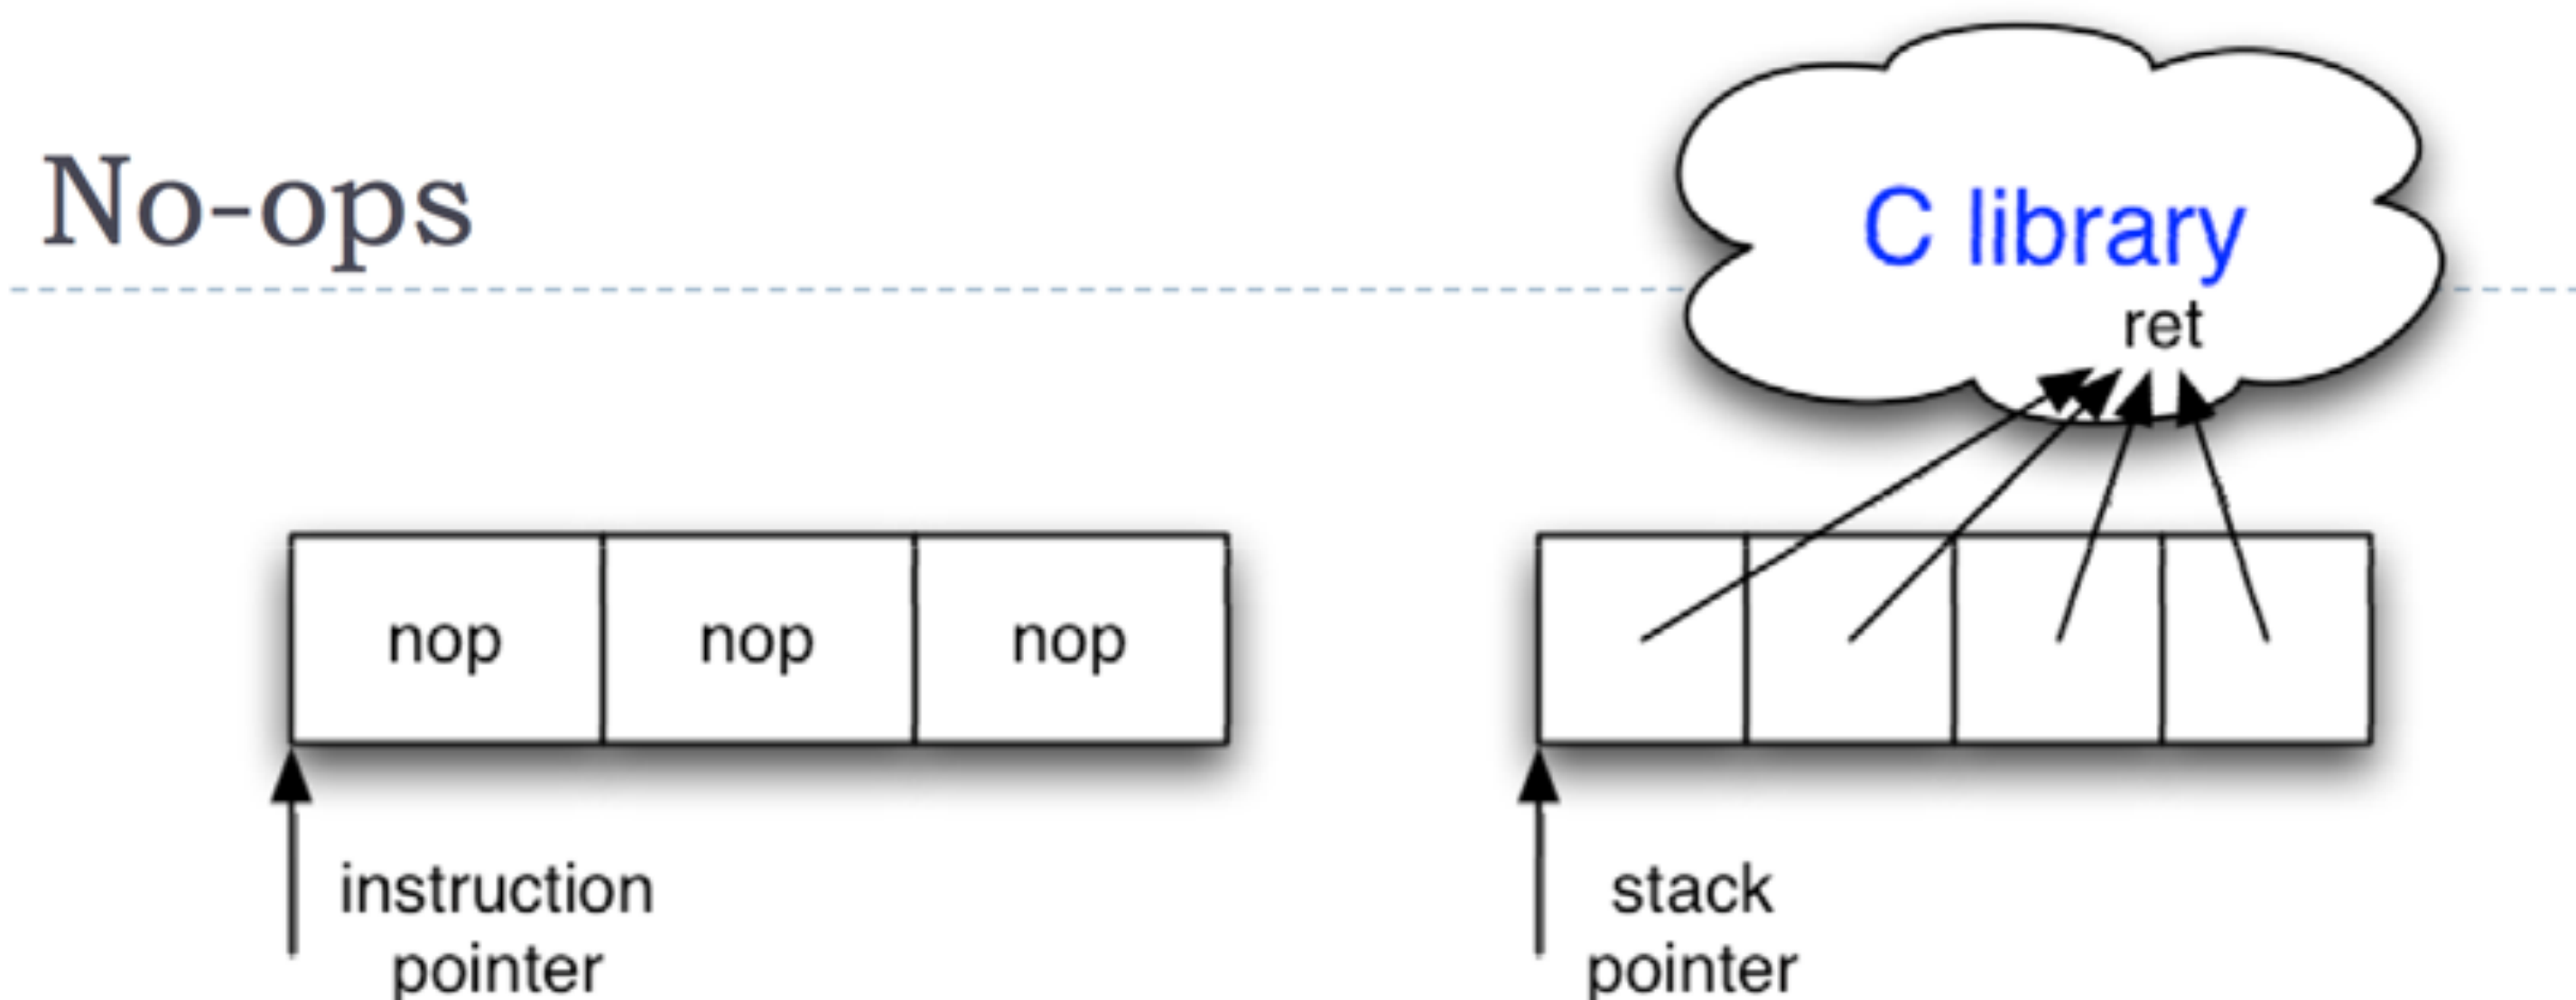 No-ops
C library
ret
nop nop nop
instruction
pointer
stack
pointer